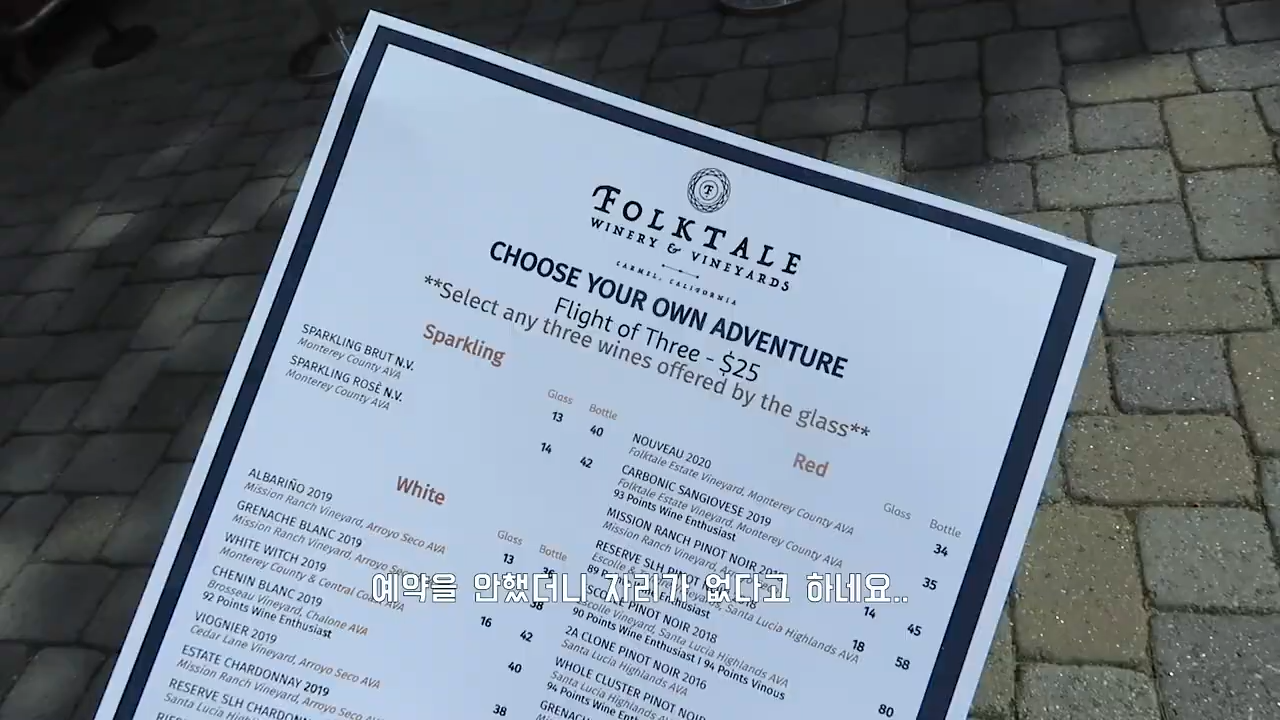 F
FOLKTALE
WINERY & VINEYARDS
CARMEL, CALIFORNIA
CHOOSE YOUR OWN ADVENTURE
Flight of Three - $25
**Select any three wines offered by the glass**
Sparkling
Glass Bottle
SPARKLING BRUT N.V. 13 40
Monterey County AVA
SPARKLING ROSÉ N.V. 14 42
Monterey County AVA
White
Glass Bottle
ALBARIÑO 2019 13
Mission Ranch Vineyard, Arroyo Seco AVA
GRENACHE BLANC 2019 38
Mission Ranch Vineyard, Arroyo Seco
WHITE WITCH 2019 16 42
Monterey County & Central Coast AVA
CHENIN BLANC 2019 40
Brosseau Vineyard, Chalone AVA
92 Points Wine Enthusiast
VIOGNIER 2019 38
Cedar Lane Vineyard, Arroyo Seco AVA
ESTATE CHARDONNAY 2019
Mission Ranch Vineyard, Arroyo Seco AVA
RESERVE SLH CHARDONN
Santa Lucia High
Red
Glass Bottle
NOUVEAU 2020 34
Folktale Estate Vineyard, Monterey County AVA
CARBONIC SANGIOVESE 2019 35
Folktale Estate Vineyard, Monterey County AVA
93 Points Wine Enthusiast
MISSION RANCH PINOT NOIR 14 45
Mission Ranch Vineyard,
RESERVE SLH PINOT 18 58
Santa Lucia Highlands AVA
PINOT NOIR 2018 80
Escolle Vineyard, Santa Lucia Highlands AVA
90 Points Wine Enthusiast I 94 Points Vinous
2A CLONE PINOT NOIR 2016
Santa Lucia Highlands AVA
WHOLE CLUSTER PINOT NOIR
Santa Lucia Highlands
94 Points Wine Enth
GRENAC
예약을 안했더니 자리가 없다고 하네요..